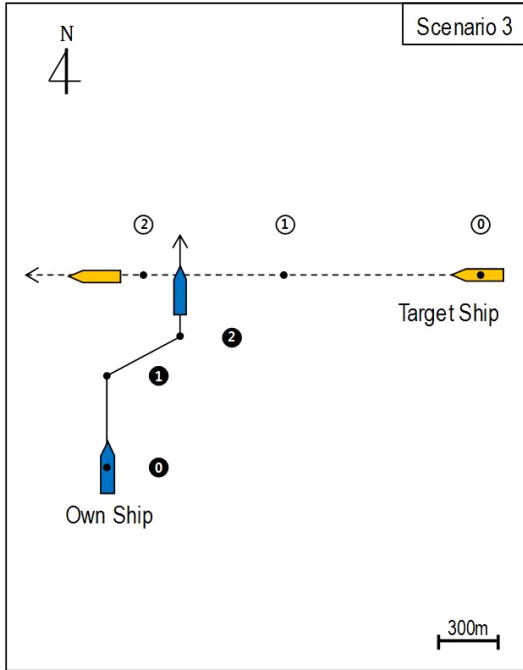 Scenario 3
N
② ① ⓪
Target Ship
❷
❶
⓿
Own Ship
300m